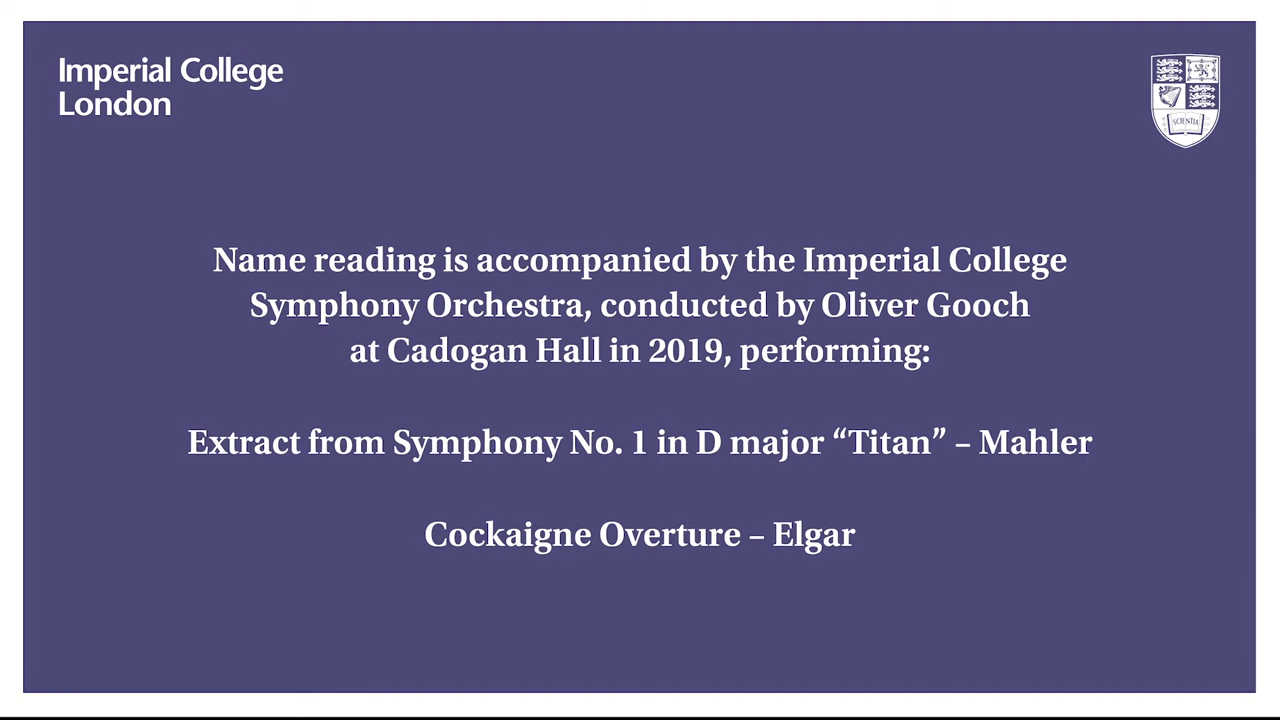 Imperial College
London
SCIENTIA
Name reading is accompanied by the Imperial College
Symphony Orchestra, conducted by Oliver Gooch
at Cadogan Hall in 2019, performing:
Extract from Symphony No. 1 in D major “Titan” – Mahler
Cockaigne Overture – Elgar